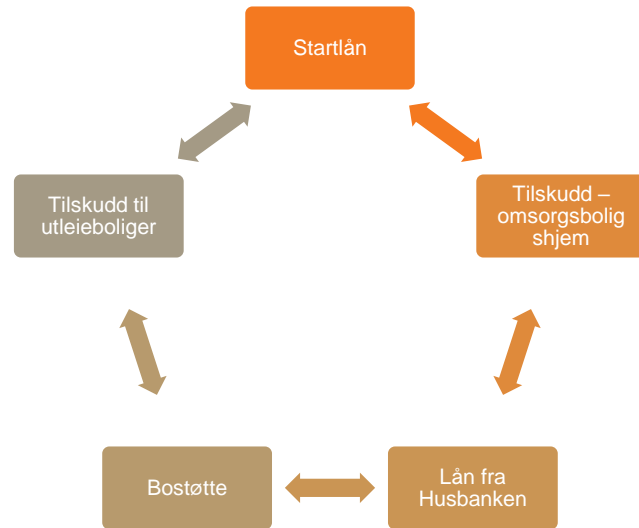 Startlån
Tilskudd til
utleieboliger
Tilskudd –
omsorgsbolig
shjem
Bostøtte
Lån fra
Husbanken